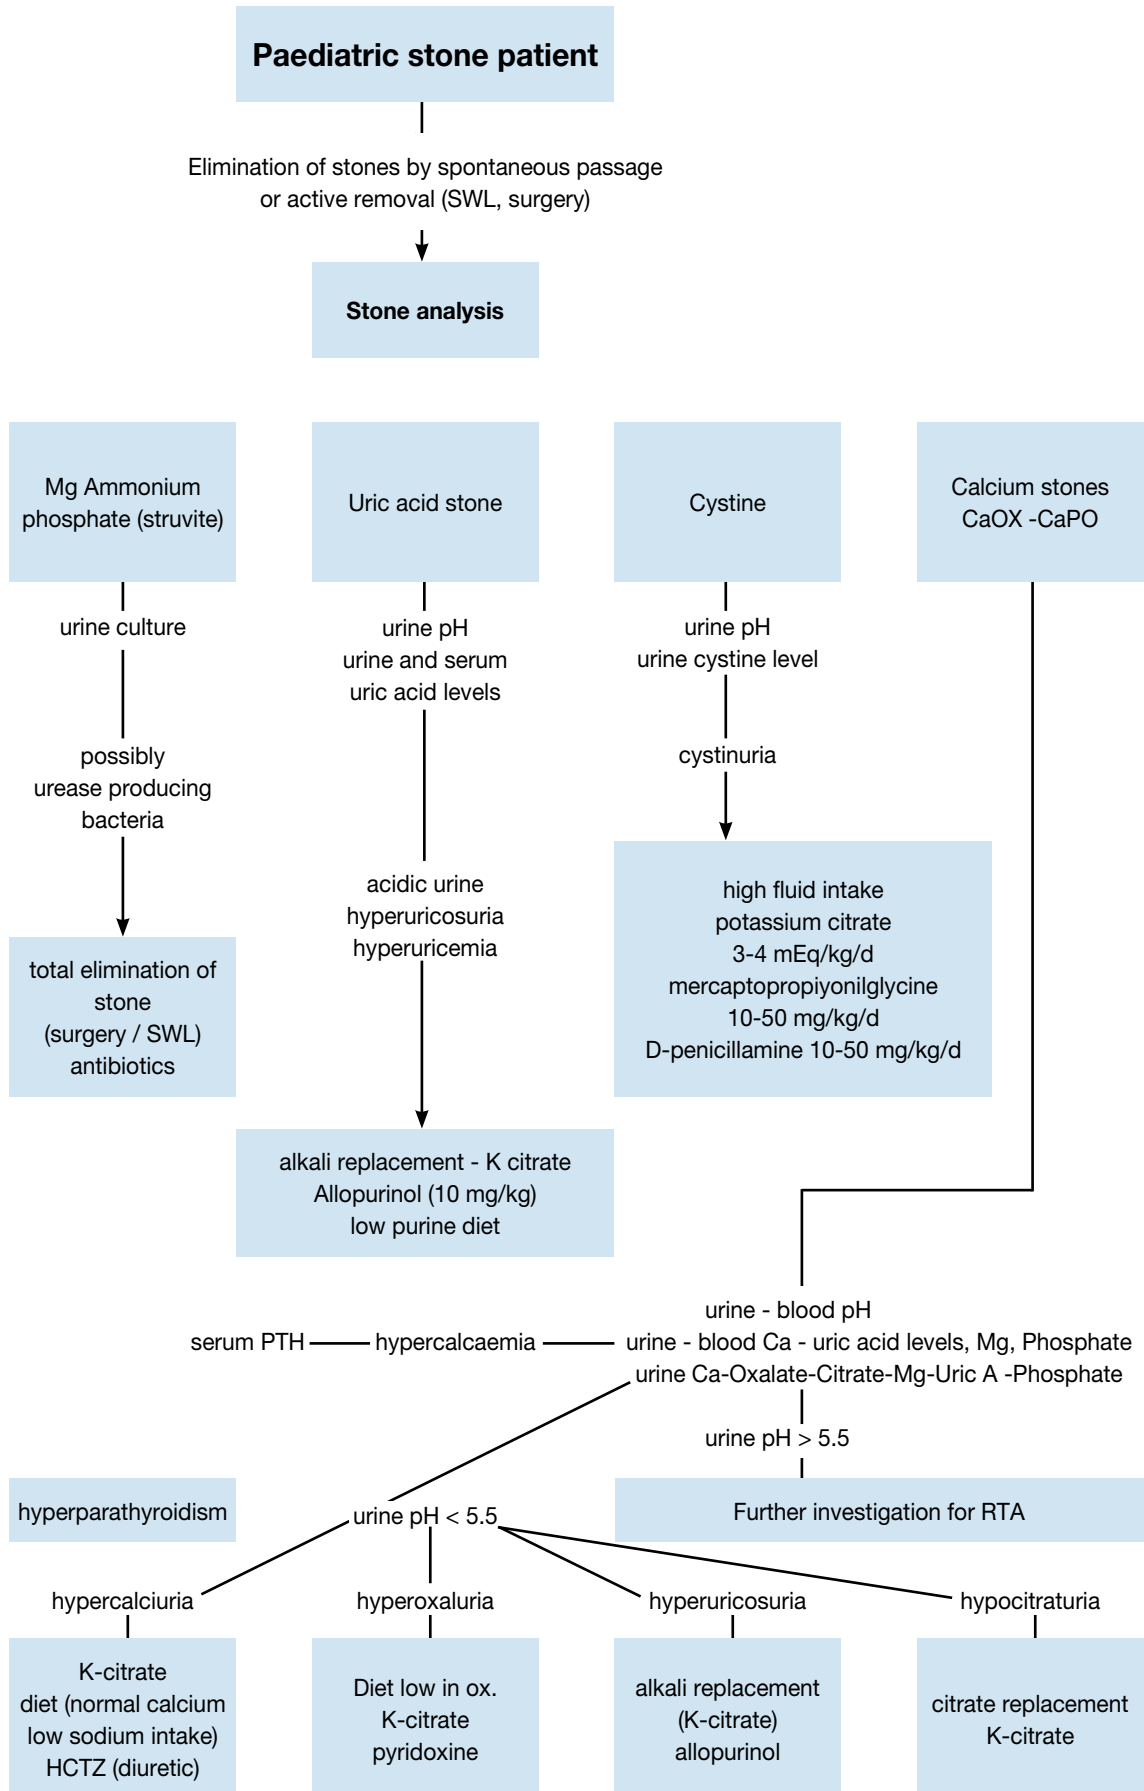 Paediatric stone patient
Elimination of stones by spontaneous passage
or active removal (SWL, surgery)
Stone analysis
Mg Ammonium
phosphate (struvite)
urine culture
possibly
urease producing
bacteria
total elimination of
stone
(surgery / SWL)
antibiotics
Uric acid stone
urine pH
urine and serum
uric acid levels
acidic urine
hyperuricosuria
hyperuricemia
alkali replacement - K citrate
Allopurinol (10 mg/kg)
low purine diet
Cystine
urine pH
urine cystine level
cystinuria
high fluid intake
potassium citrate
3-4 mEq/kg/d
mercaptopropiyonilglycine
10-50 mg/kg/d
D-penicillamine 10-50 mg/kg/d
Calcium stones
CaOX -CaPO
urine - blood pH
urine - blood Ca - uric acid levels, Mg, Phosphate
urine Ca-Oxalate-Citrate-Mg-Uric A -Phosphate
hypercalcaemia
serum PTH
hyperparathyroidism
urine pH > 5.5
Further investigation for RTA
urine pH < 5.5
hypercalciuria
K-citrate
diet (normal calcium
low sodium intake)
HCTZ (diuretic)
hyperoxaluria
Diet low in ox.
K-citrate
pyridoxine
hyperuricosuria
alkali replacement
(K-citrate)
allopurinol
hypocitraturia
citrate replacement
K-citrate